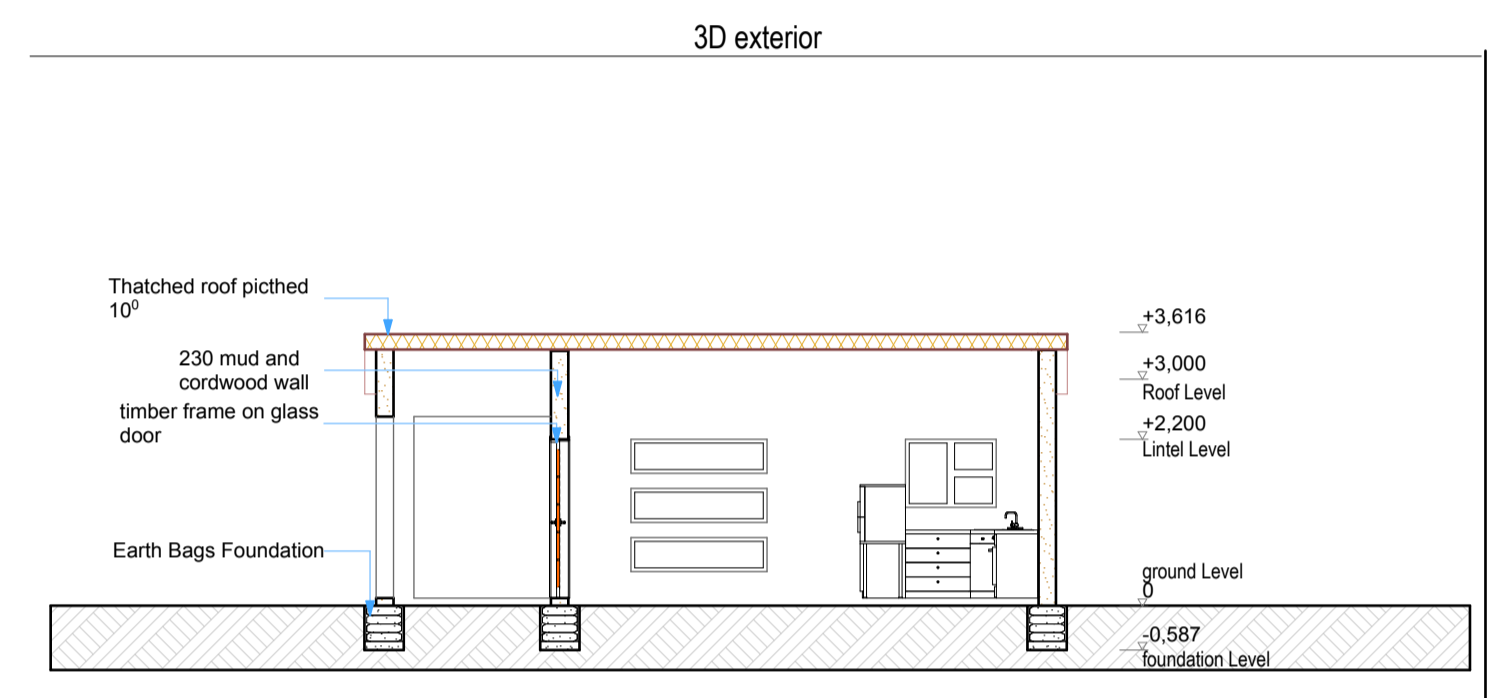 3D exterior
Thatched roof picthed
10⁰
230 mud and
cordwood wall
timber frame on glass
door
Earth Bags Foundation
+3,616
+3,000
Roof Level
+2,200
Lintel Level
ground Level
0
-0,587
foundation Level